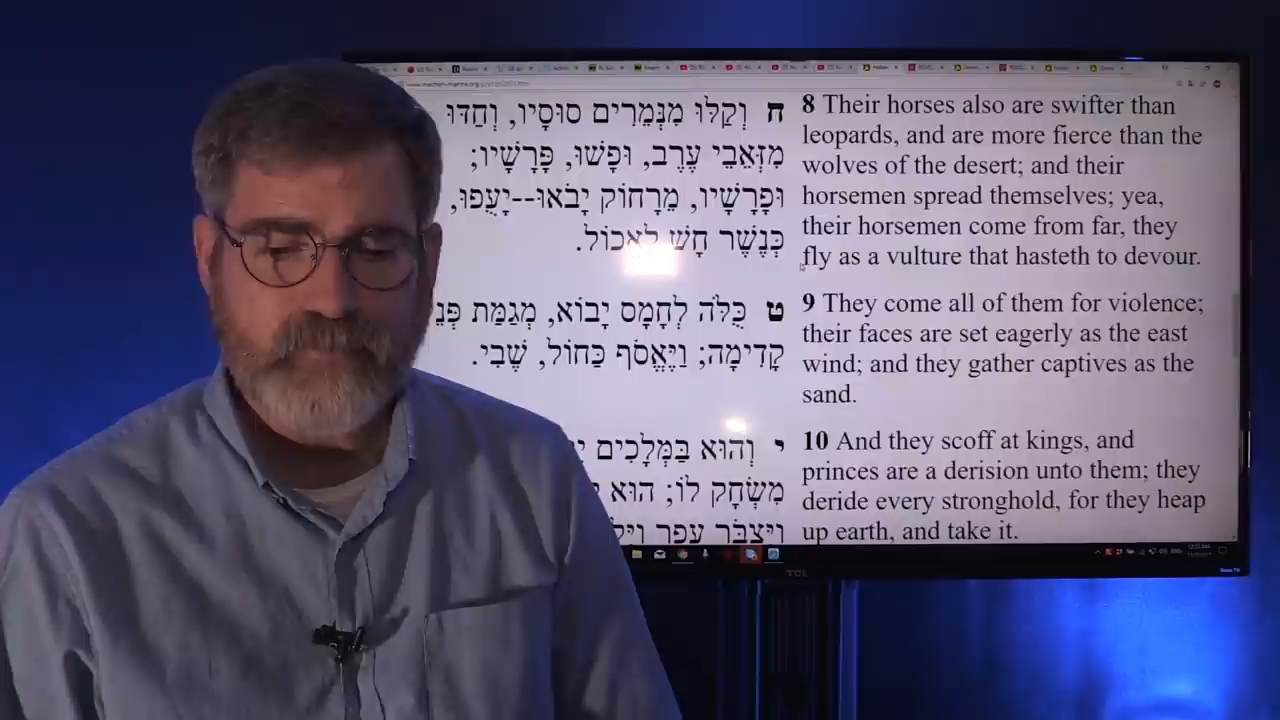 ח וְקַלּוּ מִנְּמֵרִים סוּסָיו, וְחַדּוּ
מִזְּאֵבֵי עֶרֶב, וּפָשׁוּ, פָּרָשָׁיו;
וּפָרָשָׁיו, מֵרָחוֹק יָבֹאוּ--יָעֻפוּ,
כְּנֶשֶׁר חָשׁ לֶאֱכוֹל.
ט כֻּלֹּה לְחָמָס יָבוֹא, מְגַמַּת
קָדִימָה; וַיֶּאֱסֹף כַּחוֹל, שֶׁבִי.
י וְהוּא בַּמְּלָכִים
מִשְׂחָק לוֹ; הוּא
וַיִּצְבֹּר עָפָר
8 Their horses also are swifter than
leopards, and are more fierce than the
wolves of the desert; and their
horsemen spread themselves; yea,
their horsemen come from far, they
fly as a vulture that hasteth to devour.
9 They come all of them for violence;
their faces are set eagerly as the east
wind; and they gather captives as the
sand.
10 And they scoff at kings, and
princes are a derision unto them; they
deride every stronghold, for they heap
up earth, and take it.
TCL